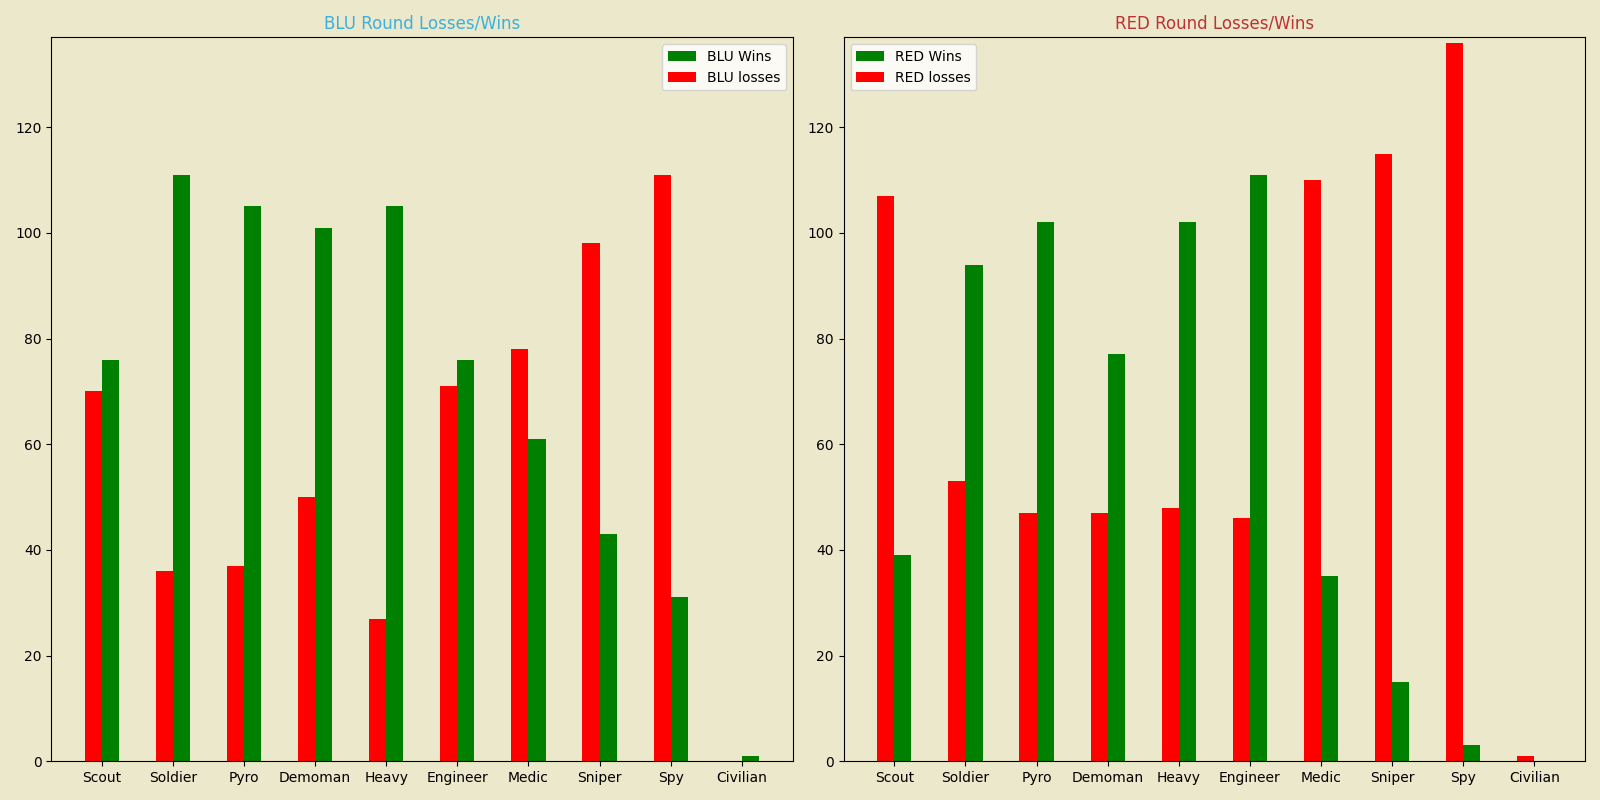 BLU Round Losses/Wins
BLU Wins
BLU losses
120
100
80
60
40
20
0
Scout Soldier Pyro Demoman Heavy Engineer Medic Sniper Spy Civilian
RED Round Losses/Wins
RED Wins
RED losses
120
100
80
60
40
20
0
Scout Soldier Pyro Demoman Heavy Engineer Medic Sniper Spy Civilian